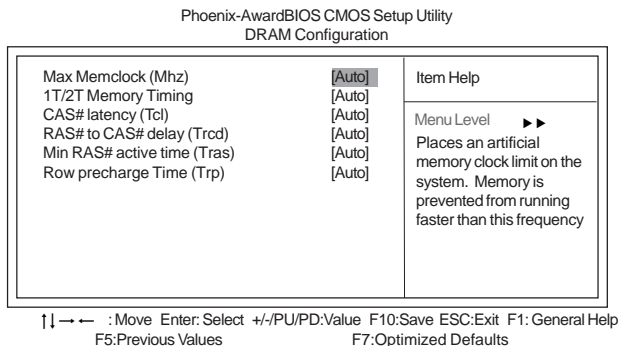 Phoenix-AwardBIOS CMOS Setup Utility
DRAM Configuration
Max Memclock (Mhz) [Auto]
1T/2T Memory Timing [Auto]
CAS# latency (Tcl) [Auto]
RAS# to CAS# delay (Trcd) [Auto]
Min RAS# active time (Tras) [Auto]
Row precharge Time (Trp) [Auto]
Item Help
Menu Level ►►
Places an artificial
memory clock limit on the
system. Memory is
prevented from running
faster than this frequency
↑↓→← : Move Enter: Select +/-/PU/PD:Value F10:Save ESC:Exit F1: General Help
F5:Previous Values F7:Optimized Defaults